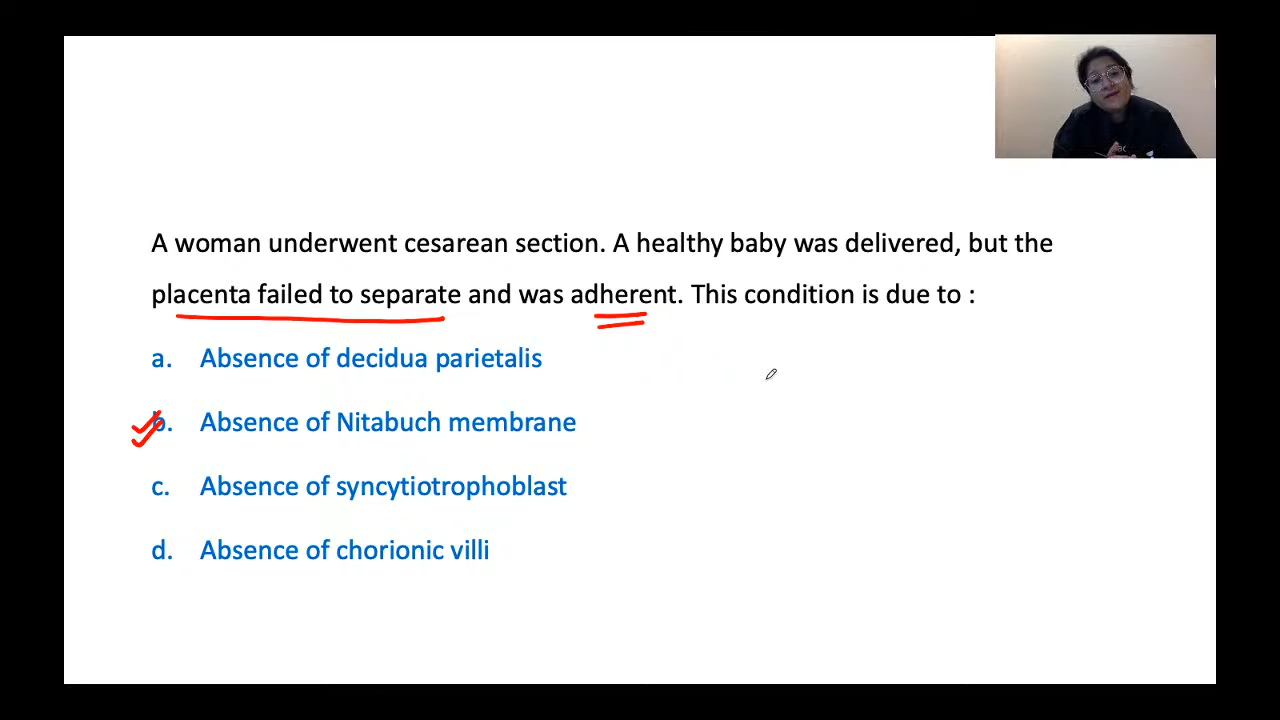 A woman underwent cesarean section. A healthy baby was delivered, but the
placenta failed to separate and was adherent. This condition is due to :
a. Absence of decidua parietalis
b. Absence of Nitabuch membrane
c. Absence of syncytiotrophoblast
d. Absence of chorionic villi